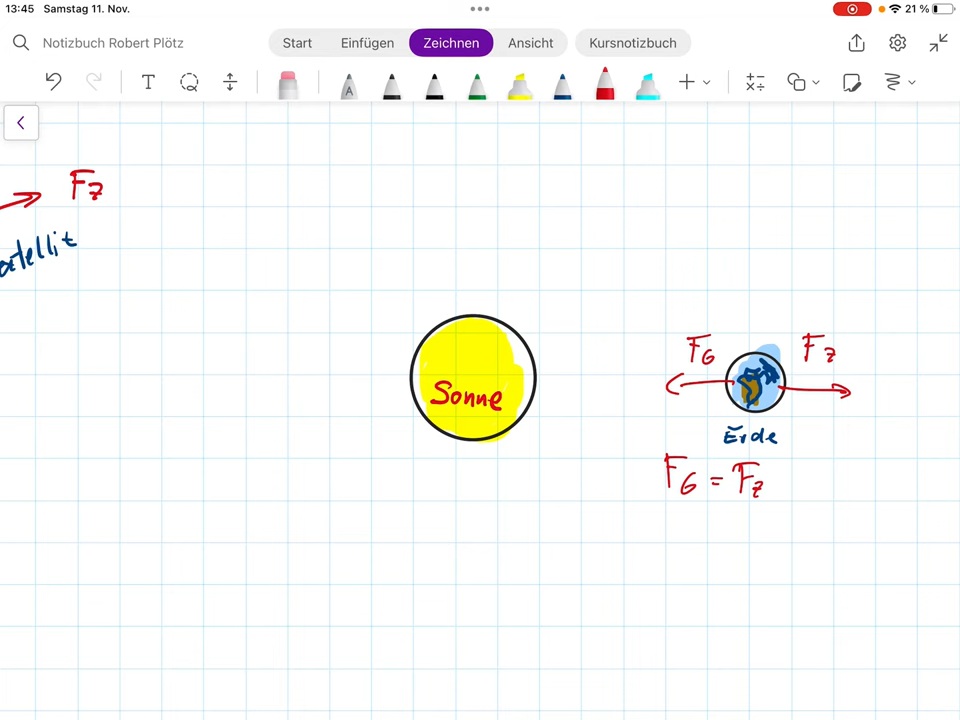 13:45 Samstag 11. Nov. 21 %
Notizbuch Robert Plötz Start Einfügen Zeichnen Ansicht Kursnotizbuch
T A
Fz
atellit
FG Fz
Sonne
Erde
FG = Fz